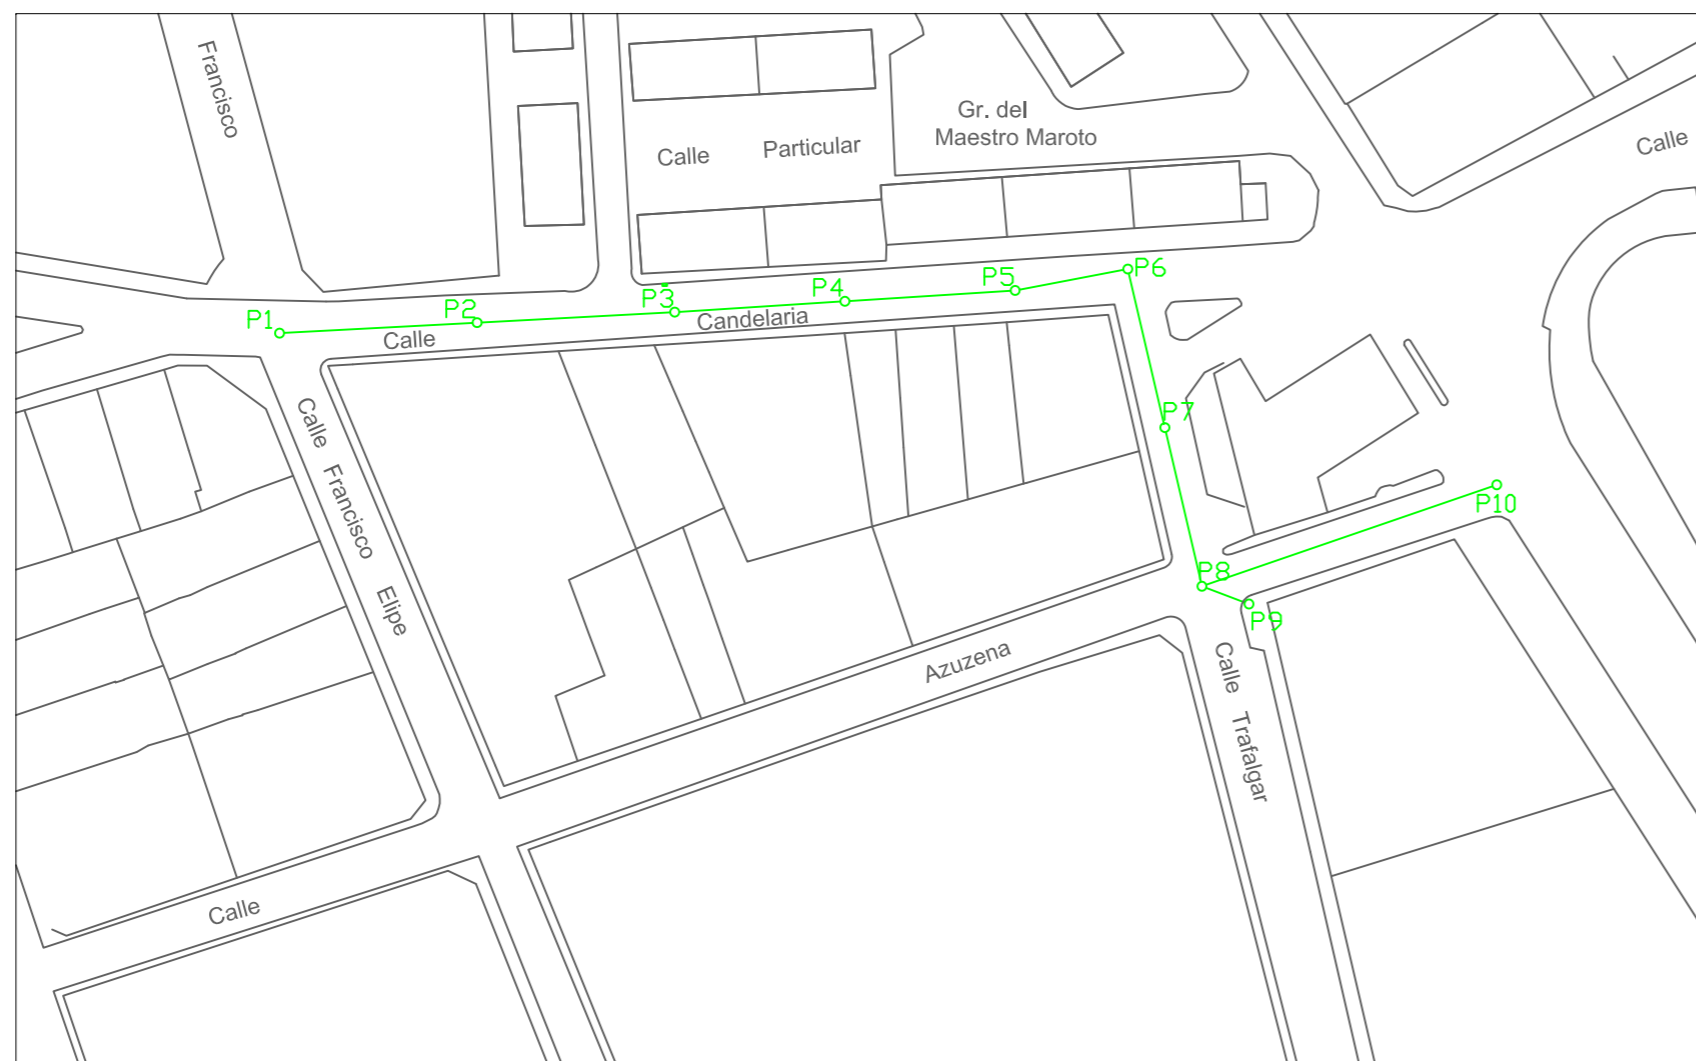 Francisco
Gr. del
Maestro Maroto
Calle
Calle Particular
P6
P5
P3
P4
P2
P1
Candelaria
Calle
P7
Calle Francisco Elipe
P10
P8
P9
Azuzena
Calle Trafalgar
Calle